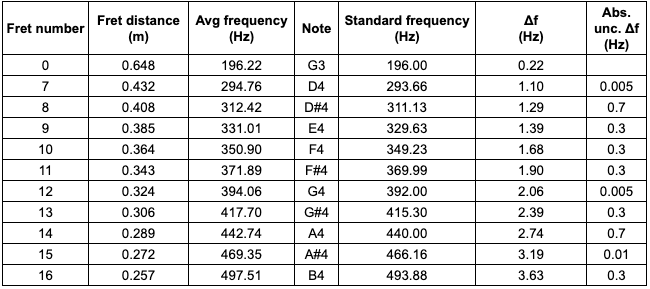 Fret number Fret distance (m) Avg frequency (Hz) Note Standard frequency (Hz) Δf (Hz) Abs. unc. Δf (Hz)
0 0.648 196.22 G3 196.00 0.22
7 0.432 294.76 D4 293.66 1.10 0.005
8 0.408 312.42 D#4 311.13 1.29 0.7
9 0.385 331.01 E4 329.63 1.39 0.3
10 0.364 350.90 F4 349.23 1.68 0.3
11 0.343 371.89 F#4 369.99 1.90 0.3
12 0.324 394.06 G4 392.00 2.06 0.005
13 0.306 417.70 G#4 415.30 2.39 0.3
14 0.289 442.74 A4 440.00 2.74 0.7
15 0.272 469.35 A#4 466.16 3.19 0.01
16 0.257 497.51 B4 493.88 3.63 0.3